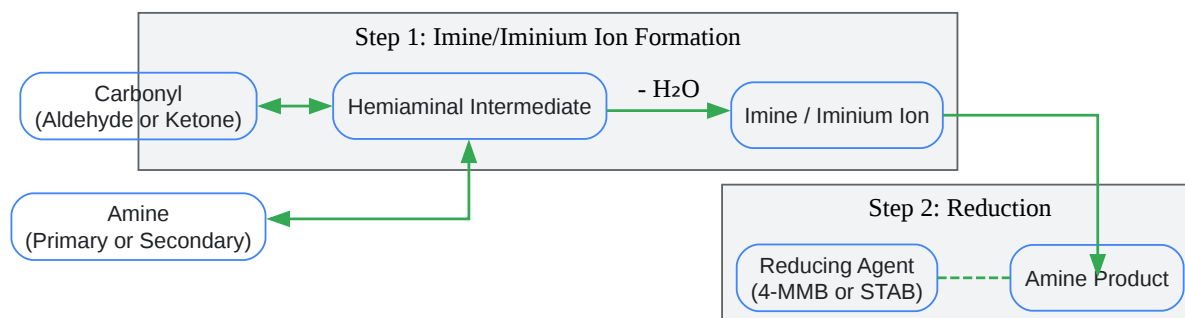 Step 1: Imine/Iminium Ion Formation
Carbonyl
(Aldehyde or Ketone)
Hemiaminal Intermediate
- H₂O
Imine / Iminium Ion
Amine
(Primary or Secondary)
Step 2: Reduction
Reducing Agent
(4-MMB or STAB)
Amine Product